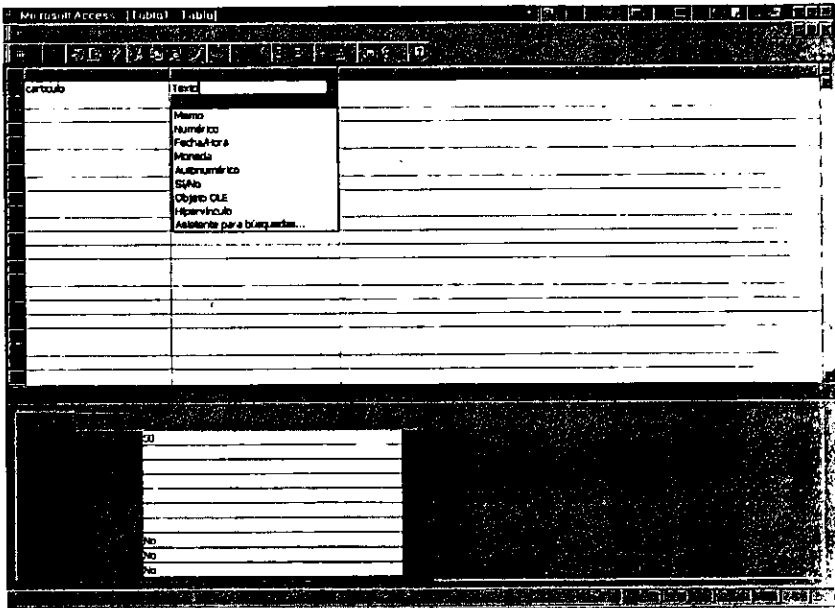 Microsoft Access - [Tabla1 : Tabla]
carticulo
Texto
Memo
Numérico
Fecha/Hora
Moneda
Autonumérico
Sí/No
Objeto OLE
Hipervínculo
Asistente para búsquedas...
50
No
No
No